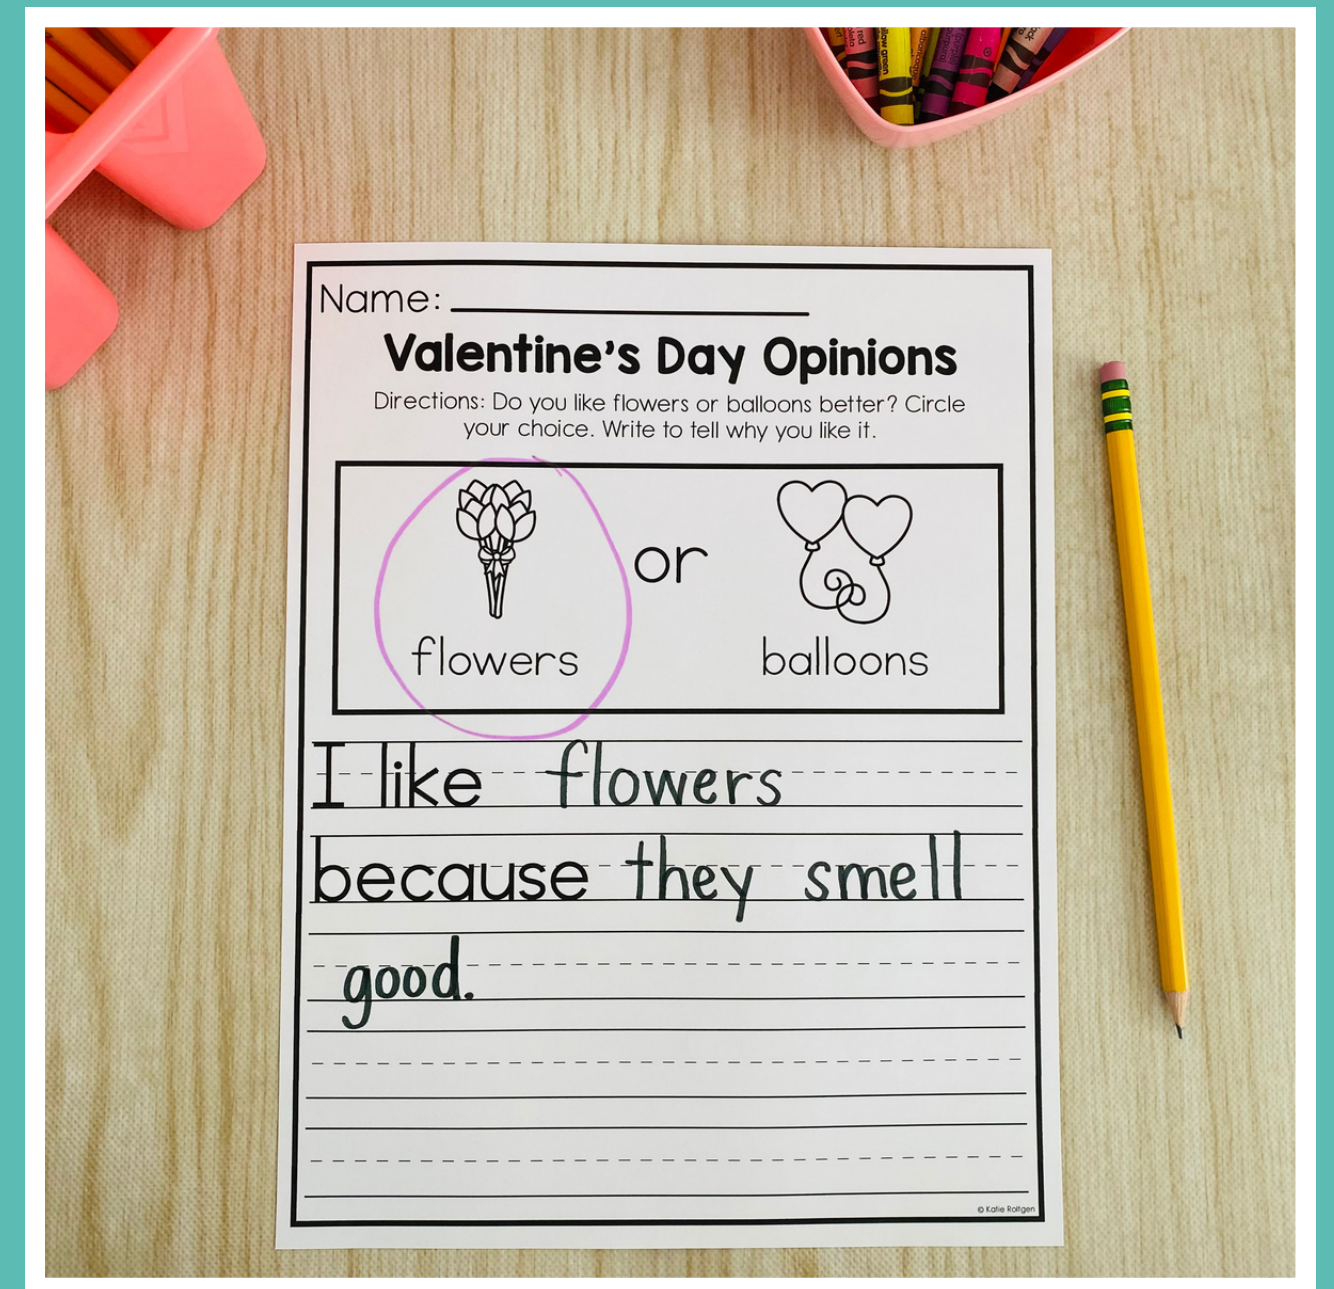 Name:
Valentine's Day Opinions
Directions: Do you like flowers or balloons better? Circle
your choice. Write to tell why you like it.
or
flowers
balloons
I like flowers
because they smell
good.
© Katie Roltgen